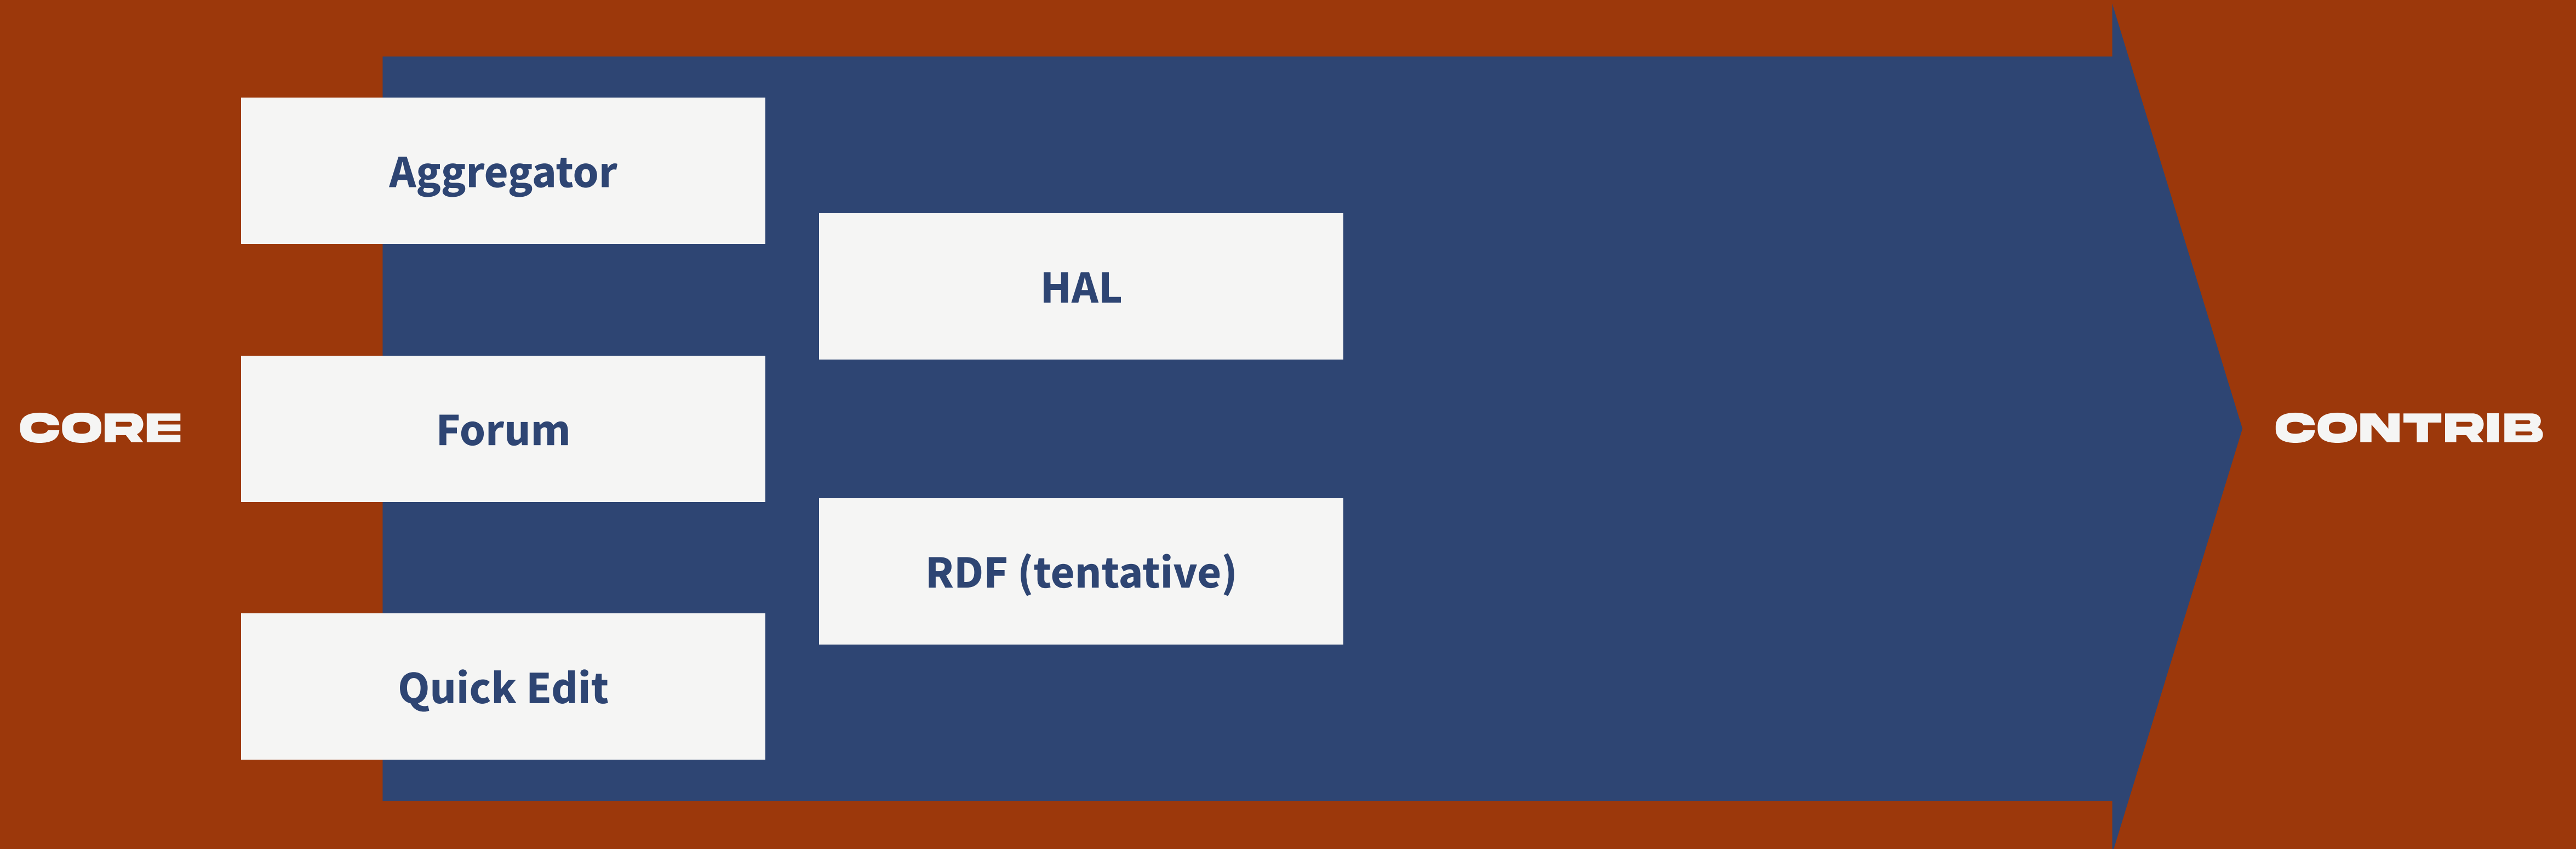 CORE
Aggregator
Forum
Quick Edit
HAL
RDF (tentative)
CONTRIB